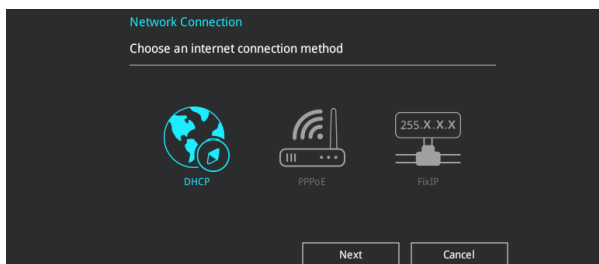 Network Connection
Choose an internet connection method
255.X.X.X
DHCP PPPoE FixIP
Next Cancel